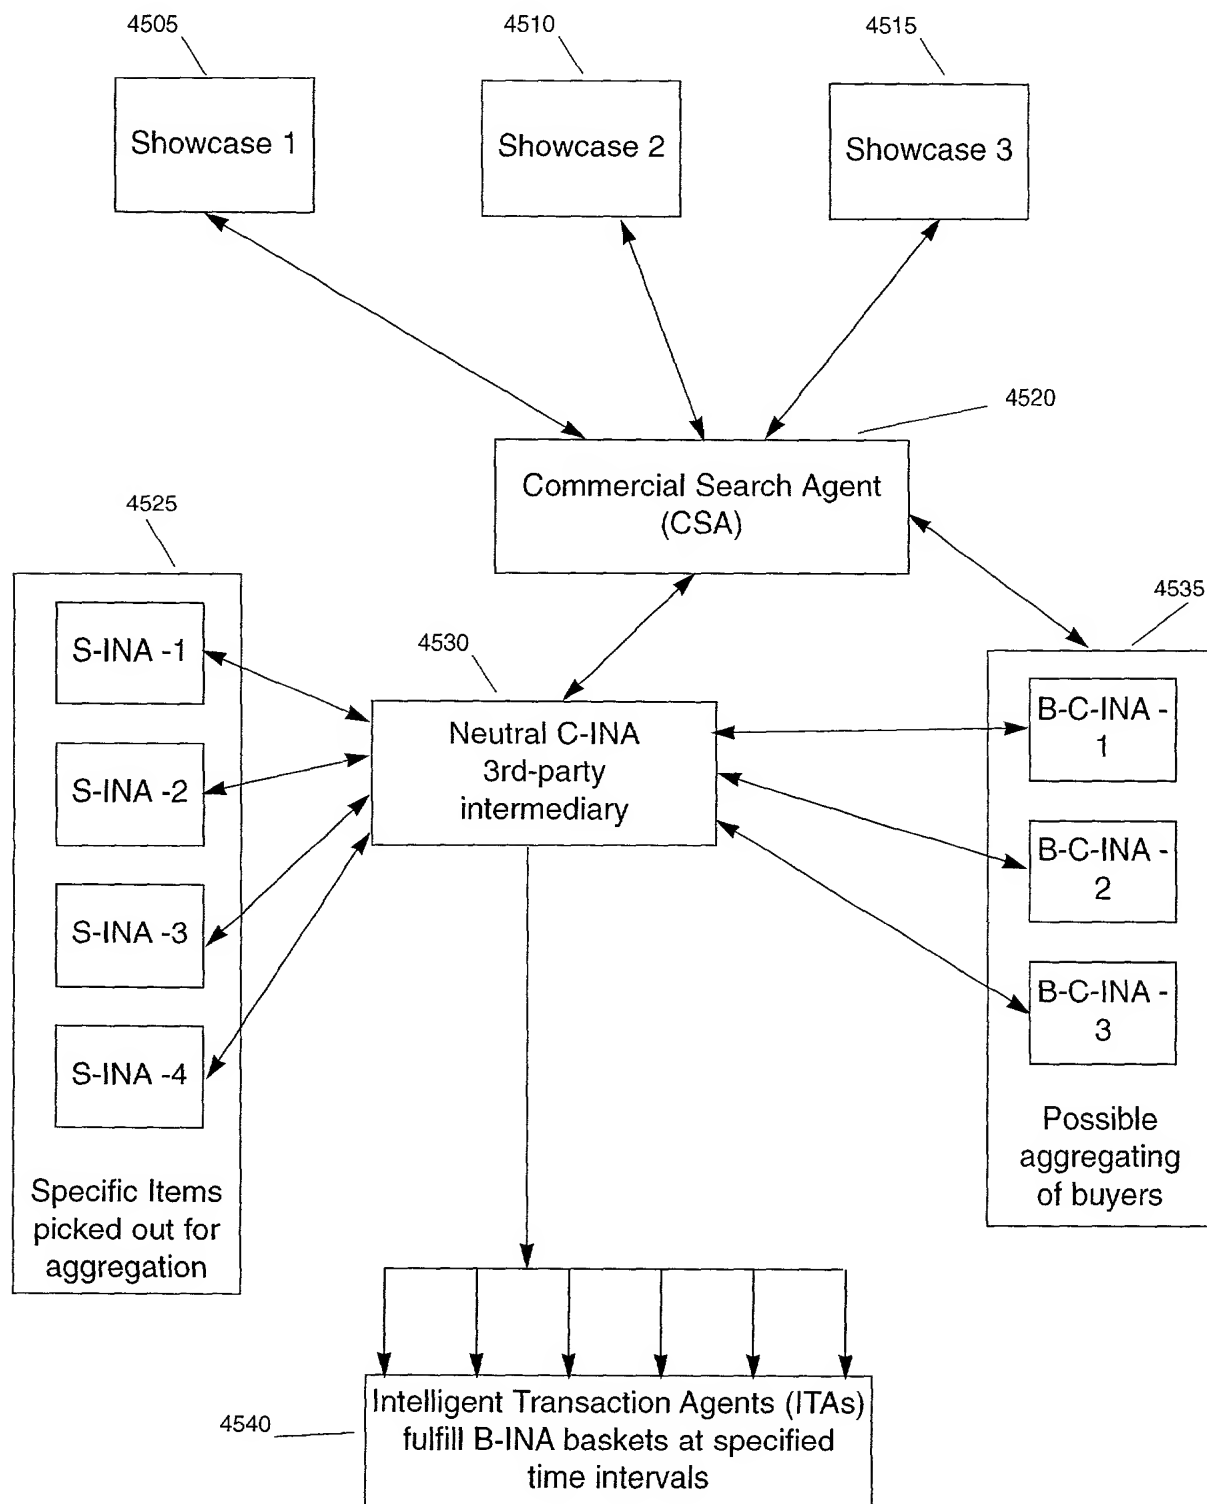 4505
4510
4515
Showcase 1
Showcase 2
Showcase 3
4520
Commercial Search Agent
(CSA)
4525
4535
S-INA -1
S-INA -2
S-INA -3
S-INA -4
Specific Items
picked out for
aggregation
4530
Neutral C-INA
3rd-party
intermediary
B-C-INA -
1
B-C-INA -
2
B-C-INA -
3
Possible
aggregating
of buyers
4540
Intelligent Transaction Agents (ITAs)
fulfill B-INA baskets at specified
time intervals